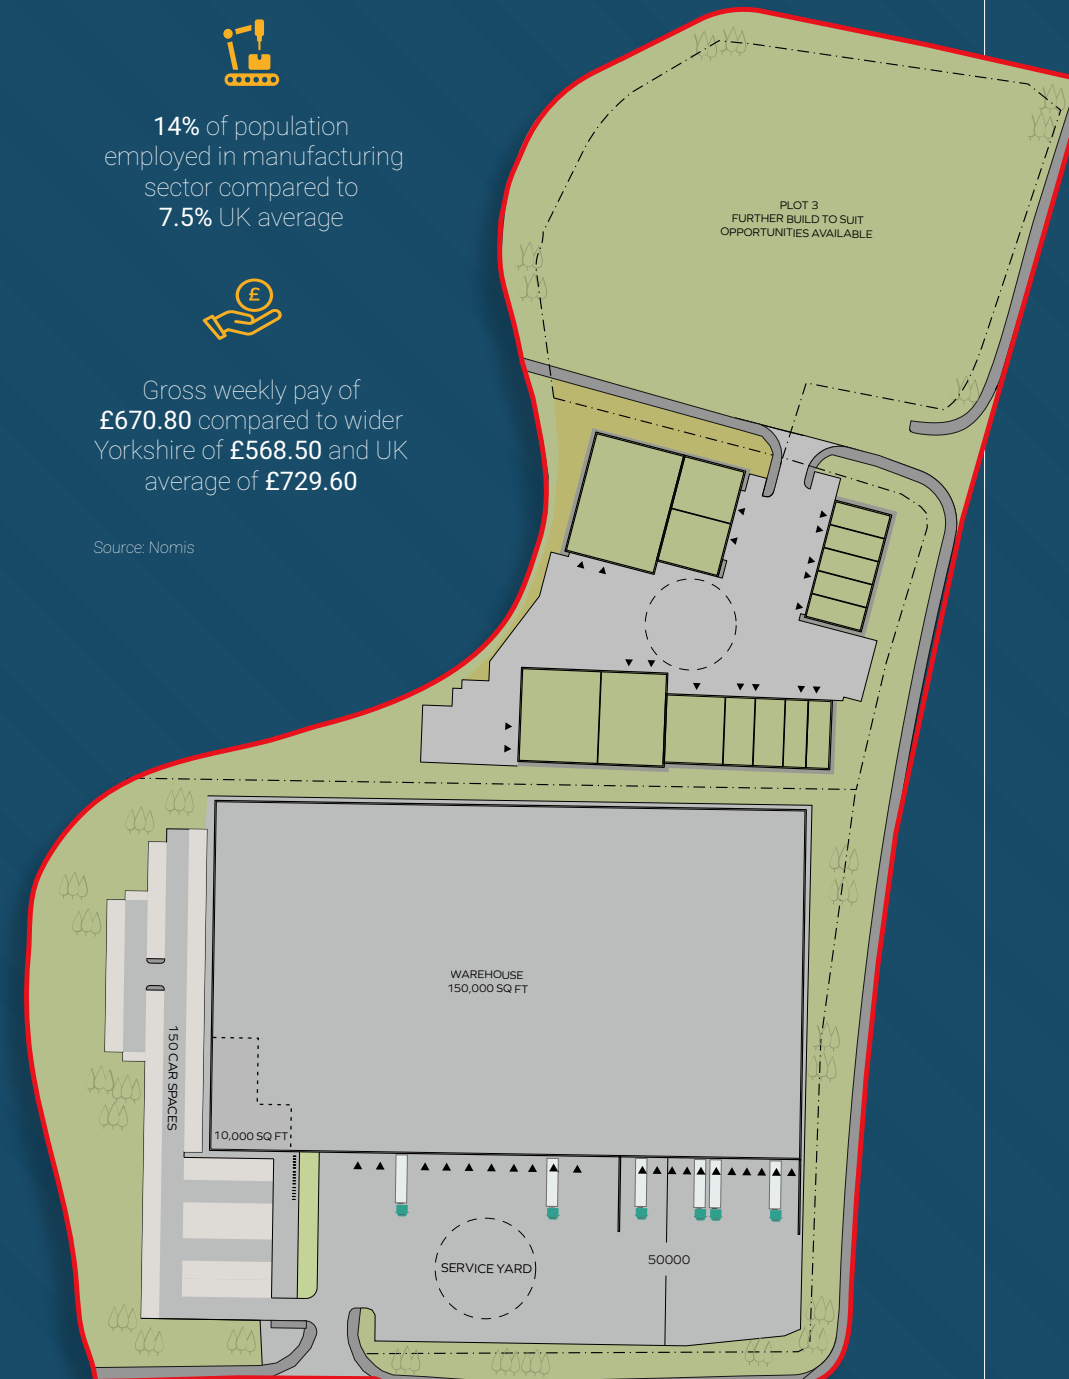 14% of population
employed in manufacturing
sector compared to
7.5% UK average
£
Gross weekly pay of
£670.80 compared to wider
Yorkshire of £568.50 and UK
average of £729.60
Source: Nomis
PLOT 3
FURTHER BUILD TO SUIT
OPPORTUNITIES AVAILABLE
WAREHOUSE
150,000 SQ FT
150 CAR SPACES
10,000 SQ FT
SERVICE YARD
50000